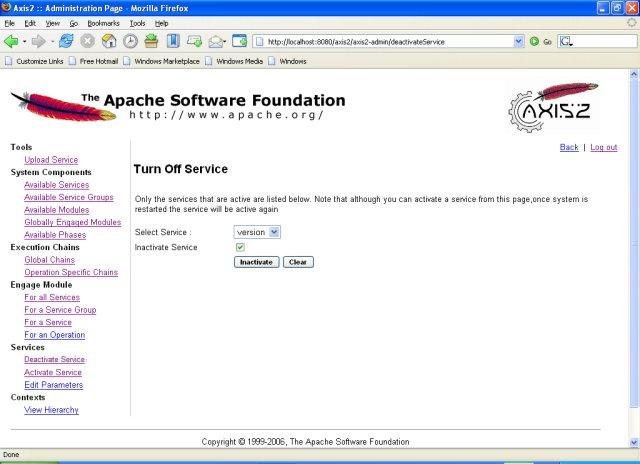 Axis2 :: Administration Page - Mozilla Firefox
File Edit View Go Bookmarks Tools Help
http://localhost:8080/axis2/axis2-admin/deactivateService Go
Customize Links Free Hotmail Windows Marketplace Windows Media Windows
The Apache Software Foundation
http://www.apache.org/
AXIS2
Back | Log out
Tools
Upload Service
System Components
Available Services
Available Service Groups
Available Modules
Globally Engaged Modules
Available Phases
Execution Chains
Global Chains
Operation Specific Chains
Engage Module
For all Services
For a Service Group
For a Service
For an Operation
Services
Deactivate Service
Activate Service
Edit Parameters
Contexts
View Hierarchy
Turn Off Service
Only the services that are active are listed below. Note that although you can activate a service from this page,once system is
restarted the service will be active again
Select Service : version
Inactivate Service
Inactivate Clear
Copyright © 1999-2006, The Apache Software Foundation
Done